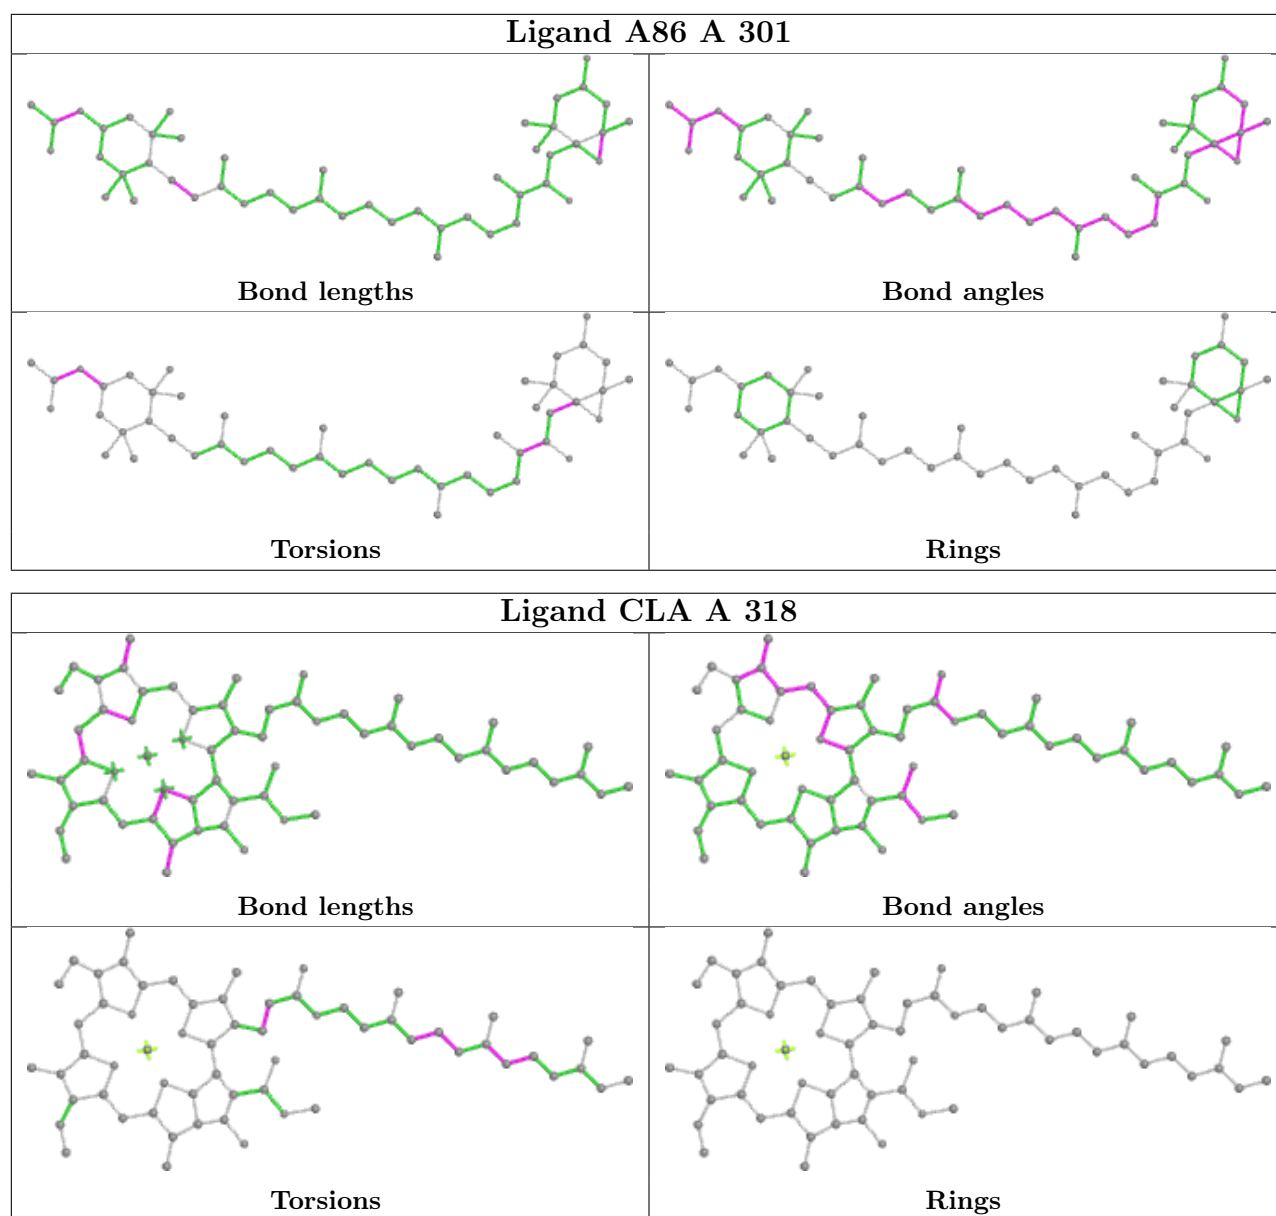 Ligand A86 A 301
Bond lengths
Bond angles
Torsions
Rings
Ligand CLA A 318
Bond lengths
Bond angles
Torsions
Rings